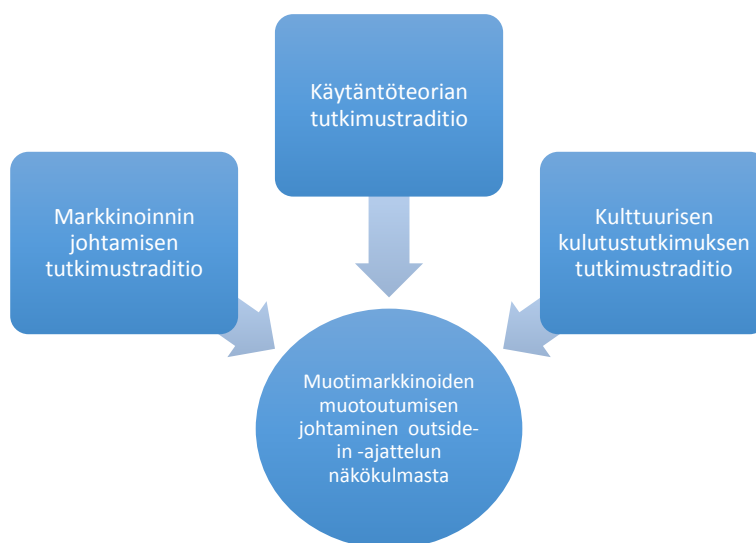 Käytäntöteorian
tutkimustraditio
Markkinoinnin
johtamisen
tutkimustraditio
Kulttuurisen
kulutustutkimuksen
tutkimustraditio
Muotimarkkinoiden
muotoutumisen
johtaminen outside-
in -ajattelun
näkökulmasta